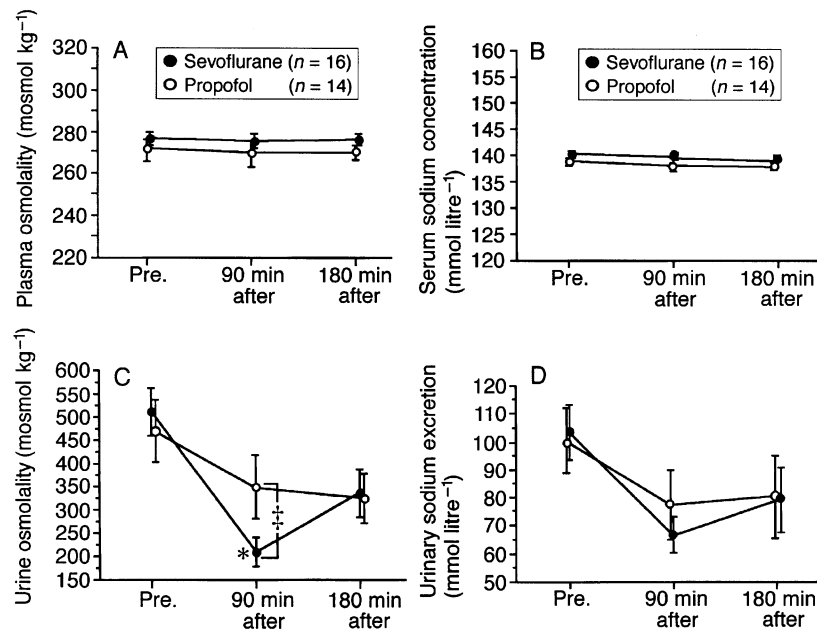 A
Sevoflurane (n = 16)
Propofol (n = 14)
Plasma osmolality (mosmol kg⁻¹)
320
300
280
260
240
220
Pre.
90 min
after
180 min
after
B
Sevoflurane (n = 16)
Propofol (n = 14)
Serum sodium concentration
(mmol litre⁻¹)
160
155
150
145
140
135
130
125
120
Pre.
90 min
after
180 min
after
C
Urine osmolality (mosmol kg⁻¹)
600
550
500
450
400
350
300
250
200
150
*
‡
Pre.
90 min
after
180 min
after
D
Urinary sodium excretion
(mmol litre⁻¹)
120
110
100
90
80
70
60
50
Pre.
90 min
after
180 min
after